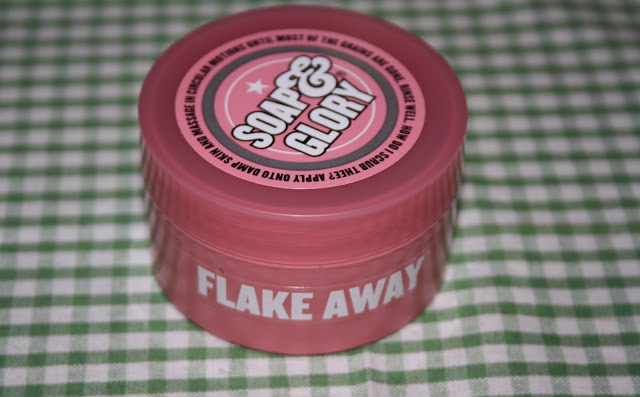 SOAP &
GLORY
®
HOW DO I SCRUB THEE? APPLY ONTO DAMP SKIN AND MASSAGE IN CIRCULAR MOTIONS UNTIL MOST OF THE GRAINS ARE GONE. RINSE WELL.
FLAKE AWAY